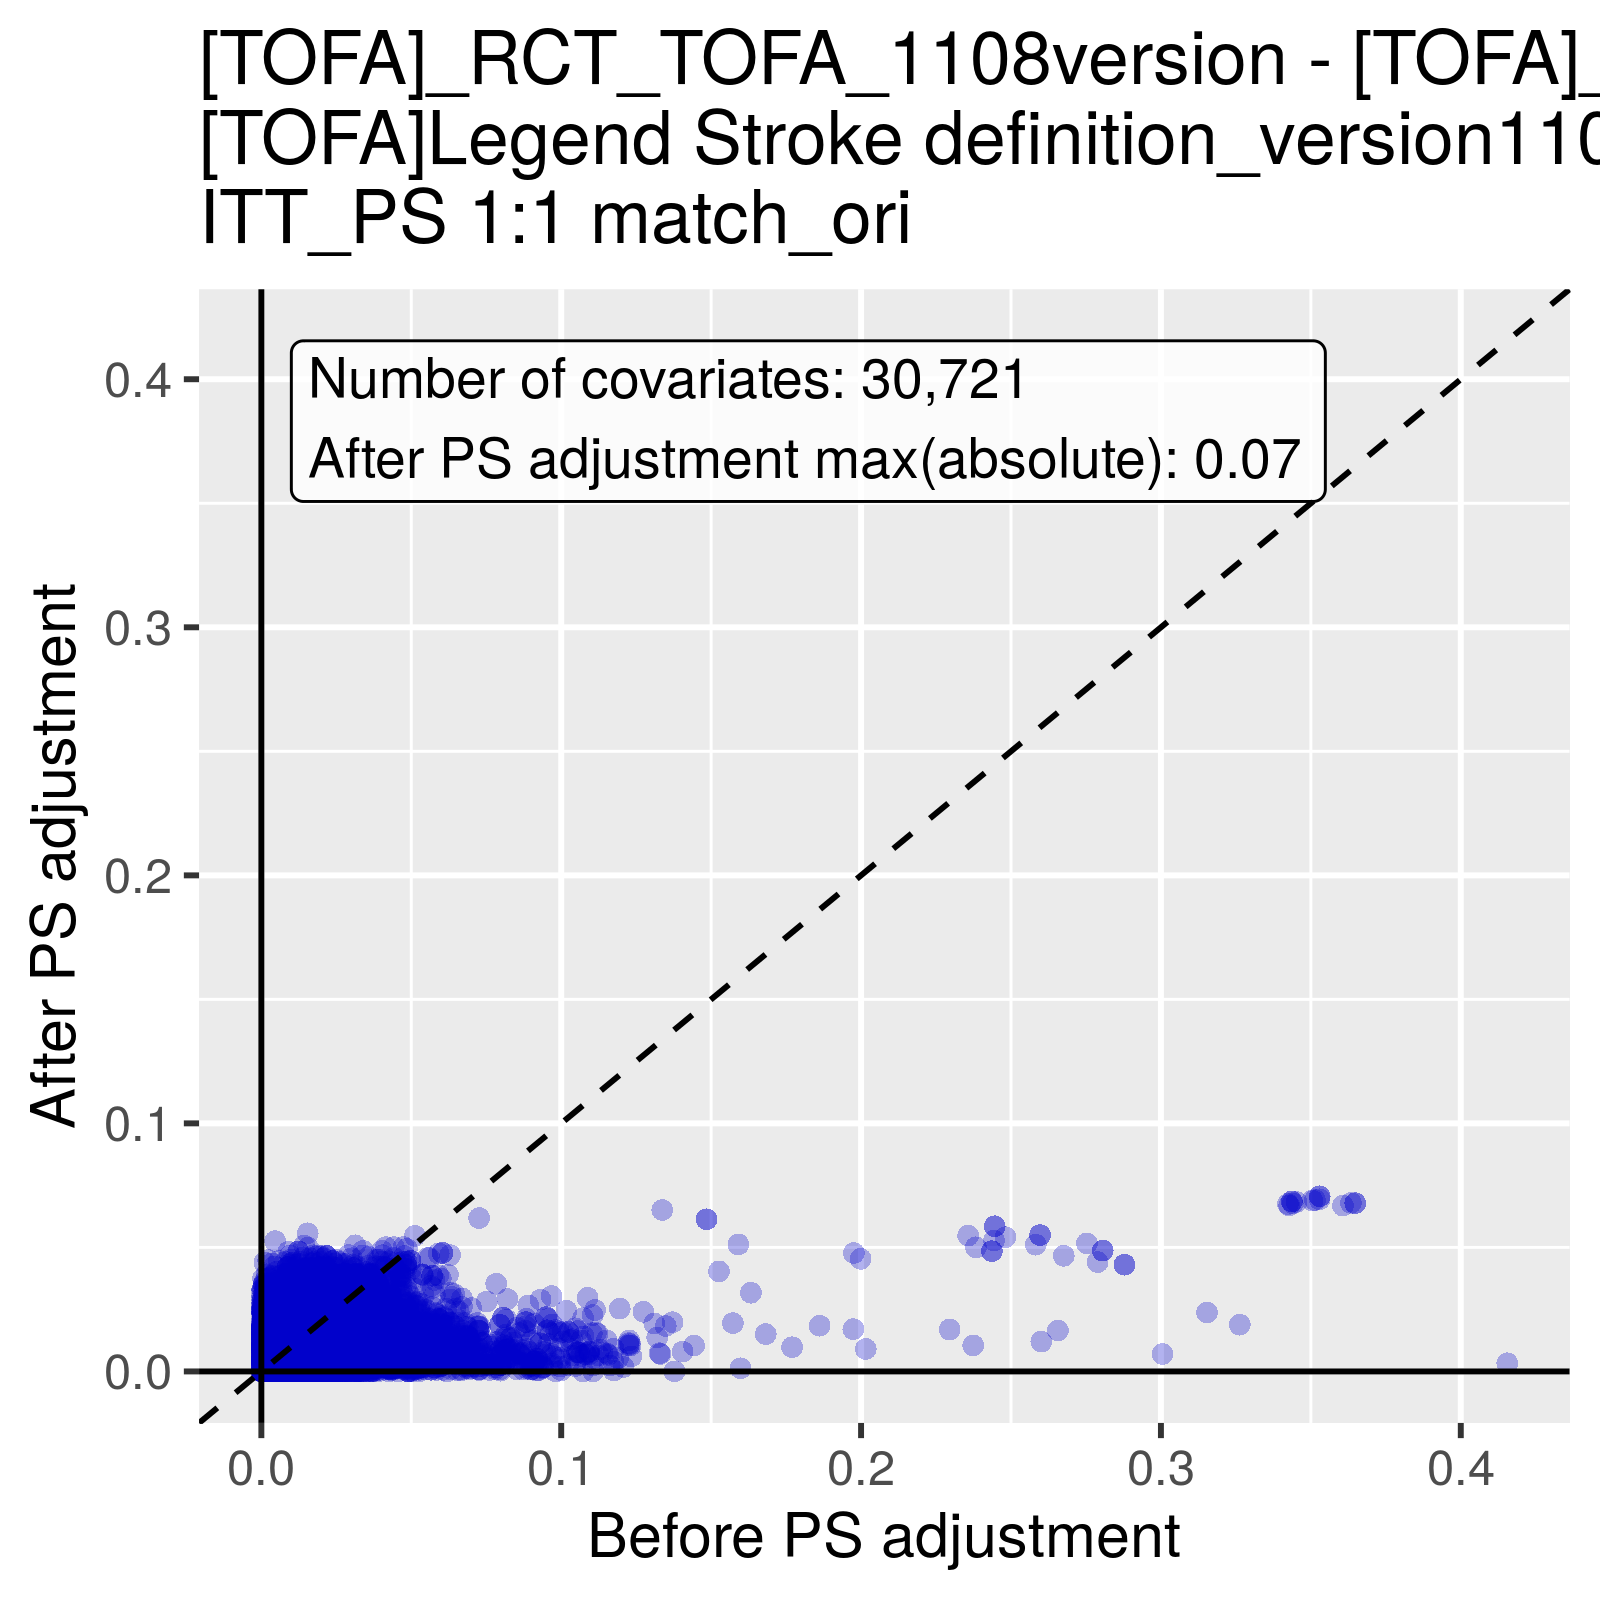 [TOFA]_RCT_TOFA_1108version - [TOFA]_
[TOFA]Legend Stroke definition_version110
ITT_PS 1:1 match_ori
Number of covariates: 30,721
After PS adjustment max(absolute): 0.07
After PS adjustment
0.4
0.3
0.2
0.1
0.0
0.0 0.1 0.2 0.3 0.4
Before PS adjustment